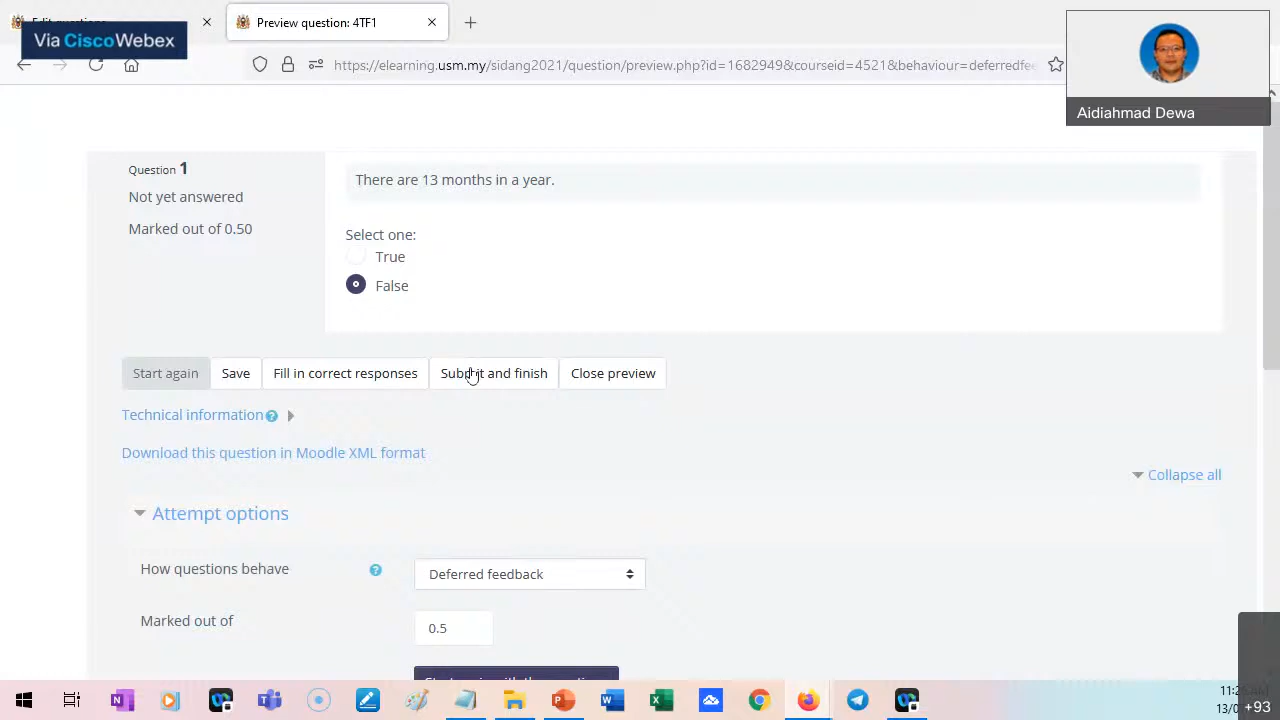 Preview question: 4TF1
Via CiscoWebex
https://elearning.usm.my/sidang2021/question/preview.php?id=1682949&courseid=4521&behaviour=deferredfee
Aidiahmad Dewa
Question 1
Not yet answered
Marked out of 0.50
There are 13 months in a year.
Select one:
True
False
Start again
Save
Fill in correct responses
Submit and finish
Close preview
Technical information
Download this question in Moodle XML format
Collapse all
Attempt options
How questions behave
Deferred feedback
Marked out of
0.5
+93